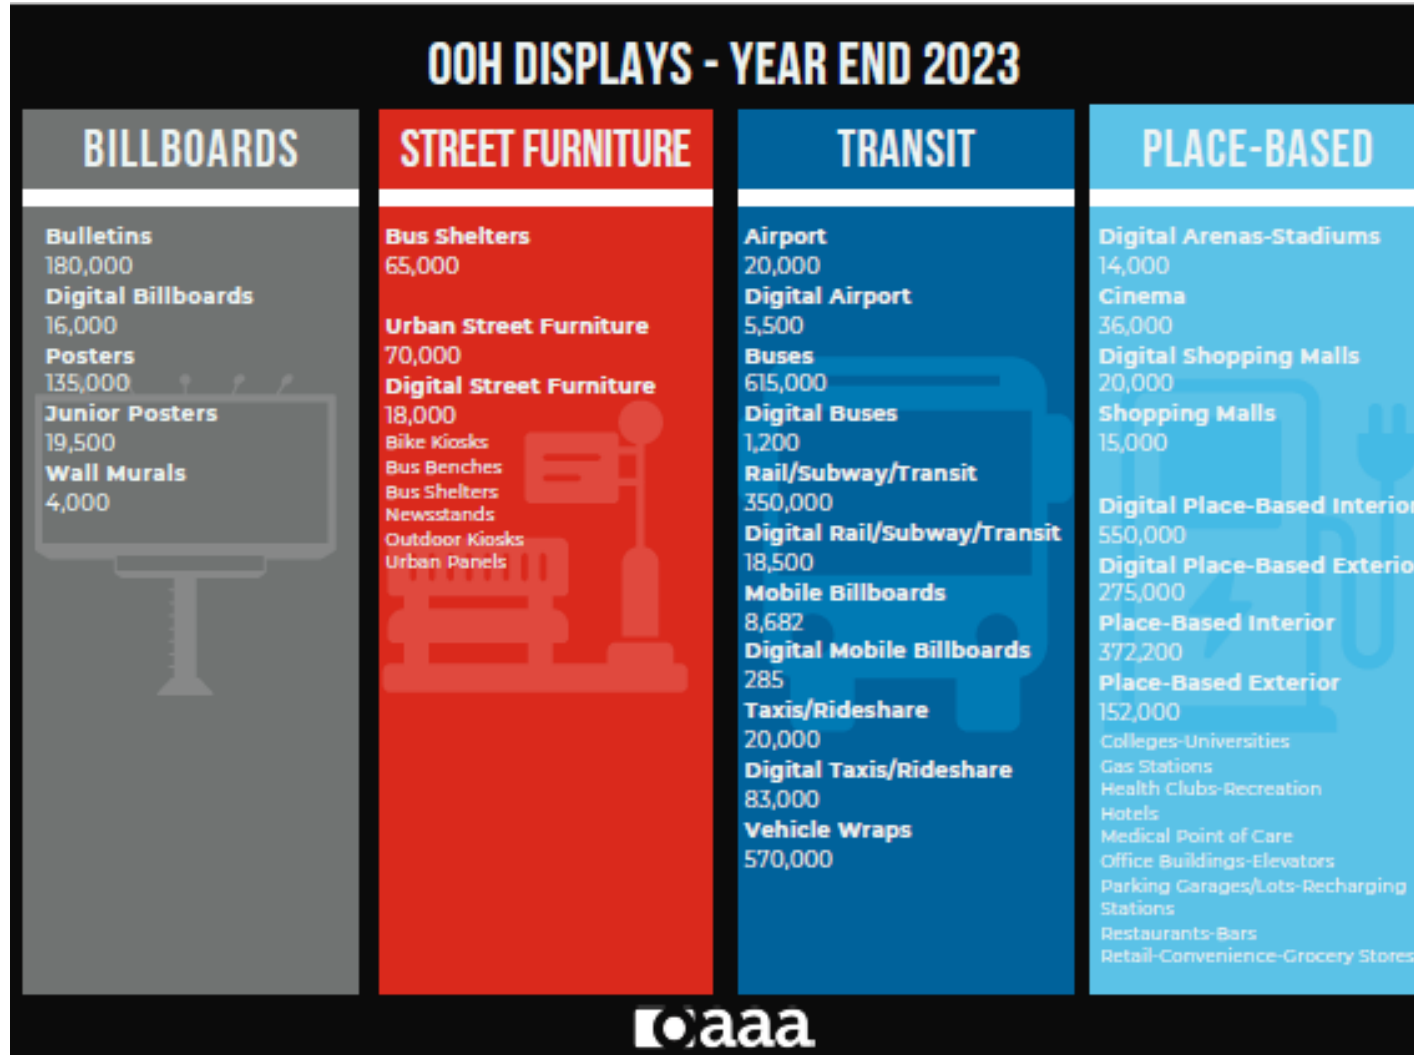 OOH DISPLAYS - YEAR END 2023
BILLBOARDS
Bulletins
180,000
Digital Billboards
16,000
Posters
135,000
Junior Posters
19,500
Wall Murals
4,000
STREET FURNITURE
Bus Shelters
65,000
Urban Street Furniture
70,000
Digital Street Furniture
18,000
Bike Kiosks
Bus Benches
Bus Shelters
Newsstands
Outdoor Kiosks
Urban Panels
TRANSIT
Airport
20,000
Digital Airport
5,500
Buses
615,000
Digital Buses
1,200
Rail/Subway/Transit
350,000
Digital Rail/Subway/Transit
18,500
Mobile Billboards
8,682
Digital Mobile Billboards
285
Taxis/Rideshare
20,000
Digital Taxis/Rideshare
83,000
Vehicle Wraps
570,000
PLACE-BASED
Digital Arenas-Stadiums
14,000
Cinema
36,000
Digital Shopping Malls
20,000
Shopping Malls
15,000
Digital Place-Based Interior
550,000
Digital Place-Based Exterio
275,000
Place-Based Interior
372,200
Place-Based Exterior
152,000
Colleges-Universities
Gas Stations
Health Clubs-Recreation
Hotels
Medical Point of Care
Office Buildings-Elevators
Parking Garages/Lots-Recharging
Stations
Restaurants-Bars
Retail-Convenience-Grocery Stores
oaaa